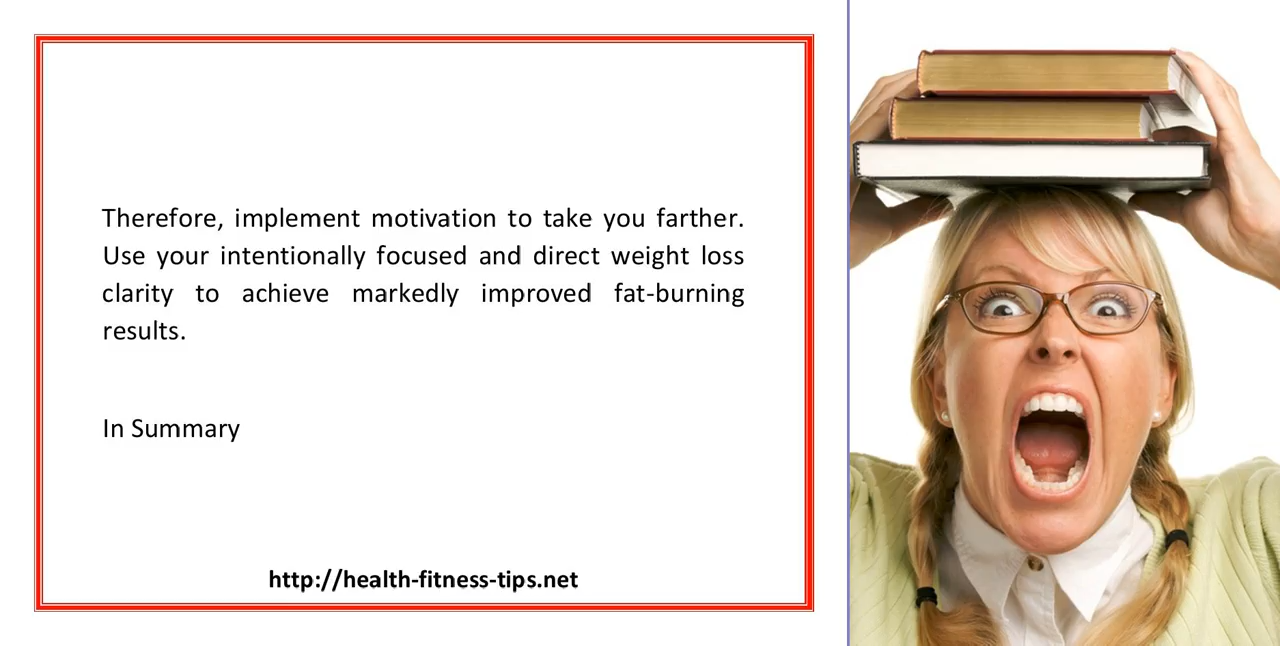 Therefore, implement motivation to take you farther.
Use your intentionally focused and direct weight loss
clarity to achieve markedly improved fat-burning
results.
In Summary
http://health-fitness-tips.net